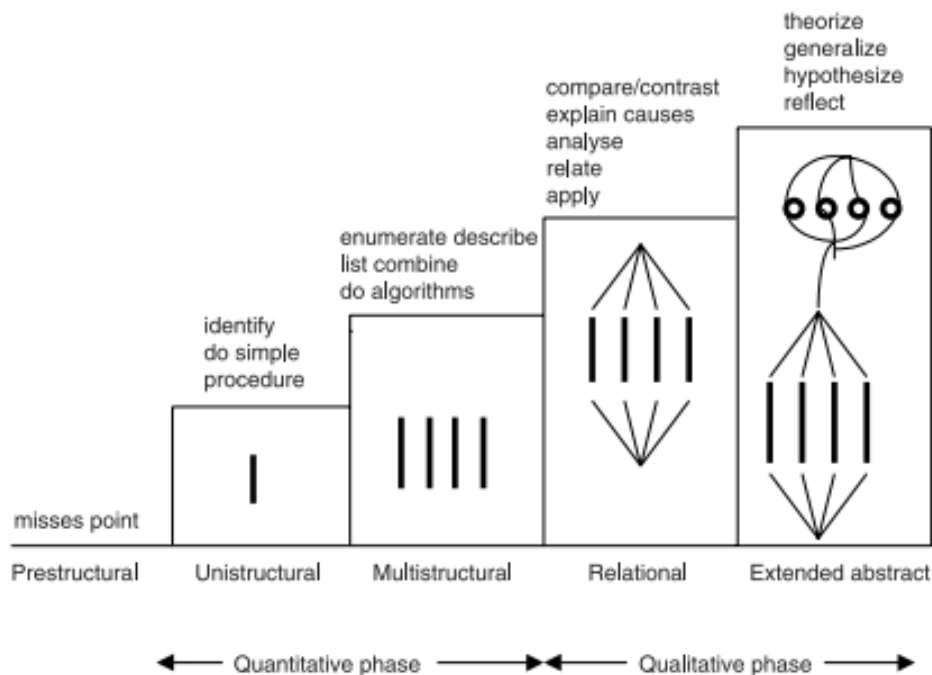 theorize
generalize
hypothesize
reflect
compare/contrast
explain causes
analyse
relate
apply
enumerate describe
list combine
do algorithms
identify
do simple
procedure
misses point
Prestructural Unistructural Multistructural Relational Extended abstract
Quantitative phase Qualitative phase